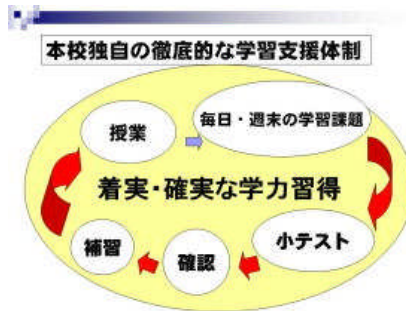 本校独自の徹底的な学習支援体制
授業
毎日・週末の学習課題
着実・確実な学力習得
小テスト
確認
補習